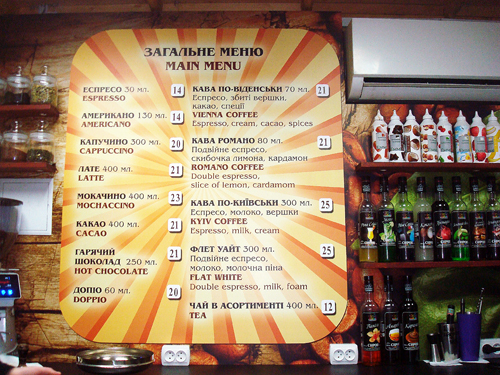 ЗАГАЛЬНЕ МЕНЮ
MAIN MENU
ЕСПРЕСО 30 мл. 14
ESPRESSO
АМЕРИКАНО 130 мл. 14
AMERICANO
КАПУЧИНО 300 мл. 20
CAPPUCCINO
ЛАТЕ 400 мл. 21
LATTE
МОКАЧИНО 400 мл. 23
MOCHACCINO
КАКАО 400 мл. 21
CACAO
ГАРЯЧИЙ
ШОКОЛАД 250 мл. 21
HOT CHOCOLATE
ДОПІО 60 мл. 20
DOPPIO
КАВА ПО-ВІДЕНСЬКИ 70 мл. 21
Еспресо, збиті вершки,
какао, спеції
VIENNA COFFEE
Espresso, cream, cacao, spices
КАВА РОМАНО 80 мл. 21
Подвійне еспресо,
скибочка лимона, кардамон
ROMANO COFFEE
Double espresso,
slice of lemon, cardamom
КАВА ПО-КИЇВСЬКИ 300 мл. 25
Еспресо, молоко, вершки
KYIV COFFEE
Espresso, milk, cream
ФЛЕТ УАЙТ 300 мл. 25
Подвійне еспресо,
молоко, молочна піна
FLAT WHITE
Double espresso, milk, foam
ЧАЙ В АСОРТИМЕНТІ 400 мл. 12
TEA